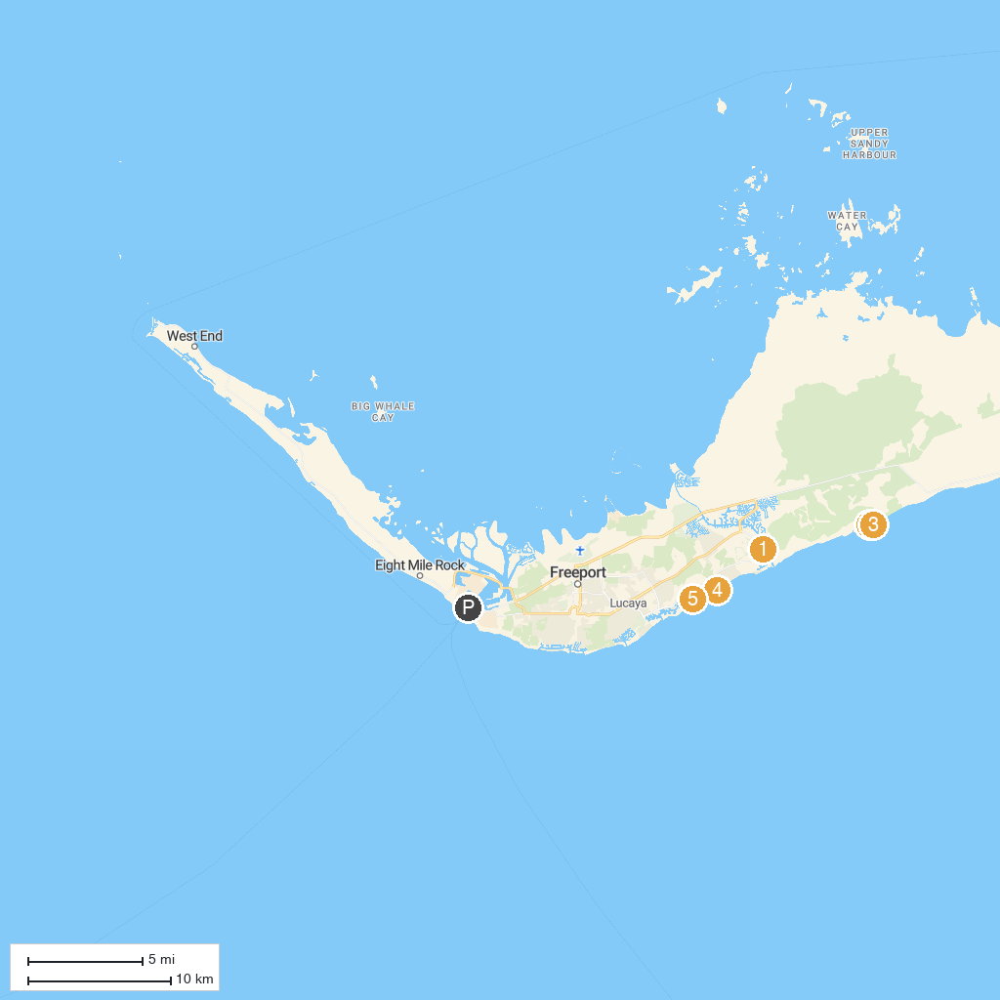 UPPER
SANDY
HARBOUR
WATER
CAY
West End
BIG WHALE
CAY
3
1
Eight Mile Rock
Freeport
4
5
Lucaya
P
5 mi
10 km